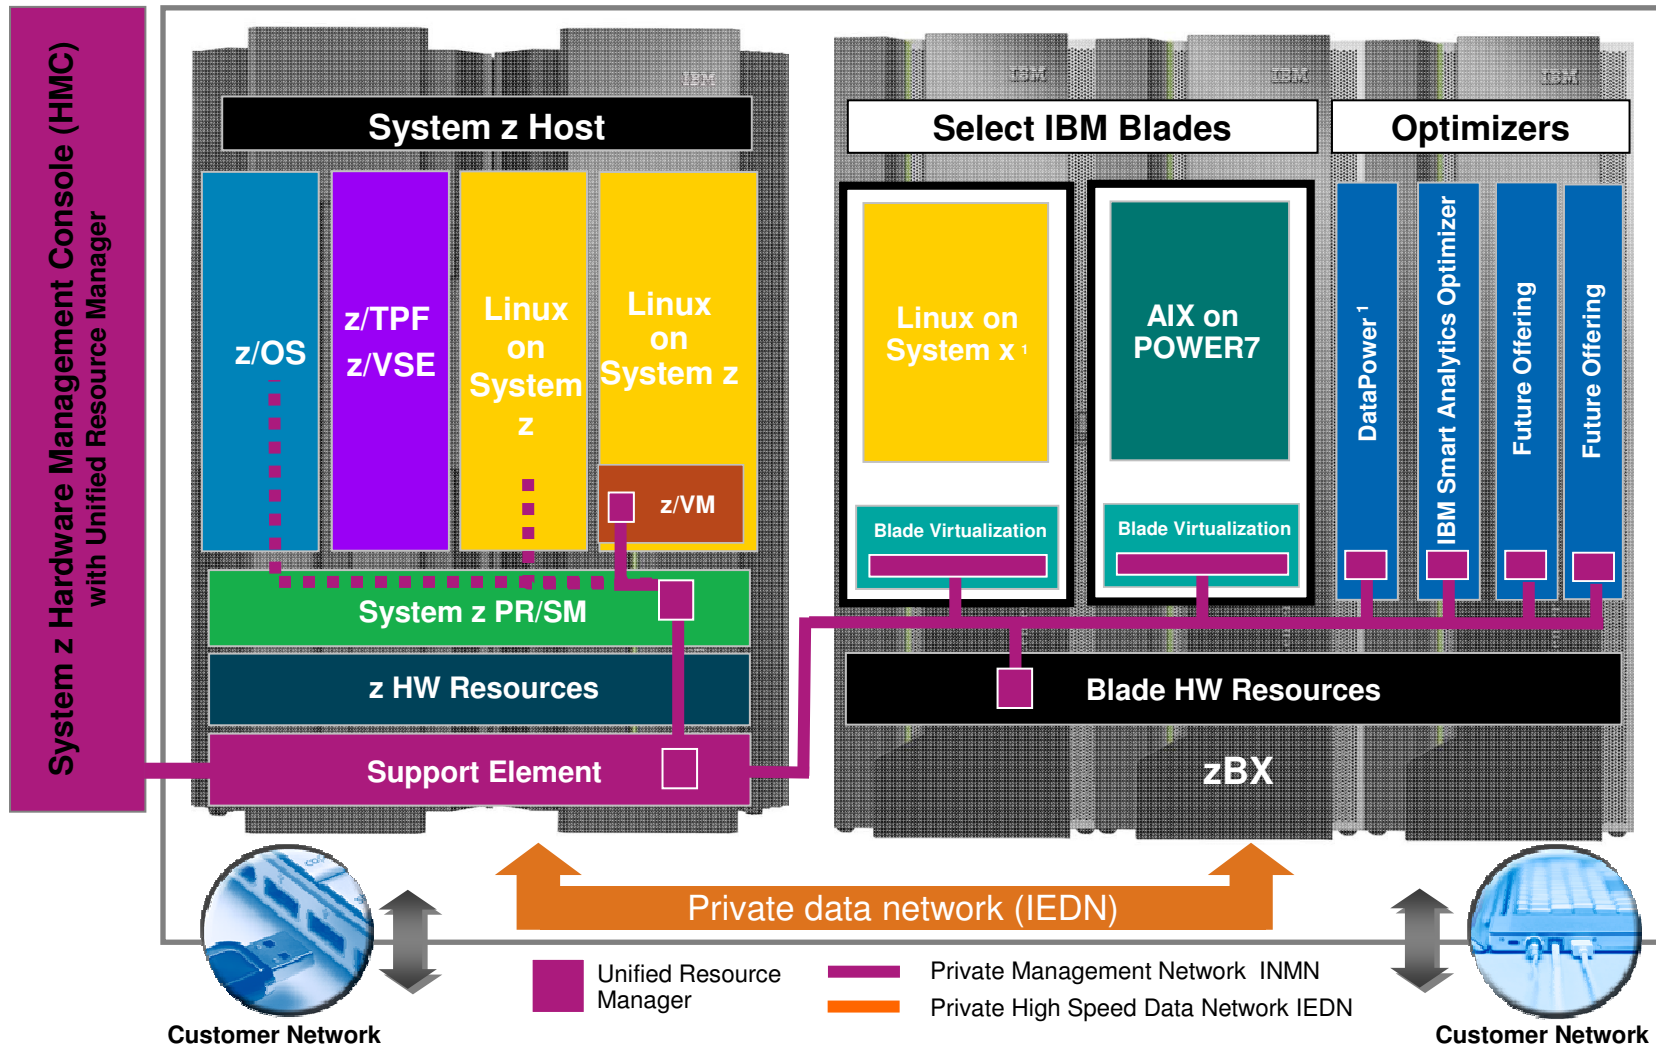 System z Hardware Management Console (HMC)
with Unified Resource Manager
IBM
IBM
IBM
IBM
System z Host
Select IBM Blades
Optimizers
z/OS
z/TPF
z/VSE
Linux
on
System
z
Linux
on
System z
z/VM
Linux on
System x 1
AIX on
POWER7
DataPower 1
IBM Smart Analytics Optimizer
Future Offering
Future Offering
Blade Virtualization
Blade Virtualization
System z PR/SM
z HW Resources
Blade HW Resources
Support Element
zBX
Private data network (IEDN)
Unified Resource
Manager
Private Management Network INMN
Private High Speed Data Network IEDN
Customer Network
Customer Network